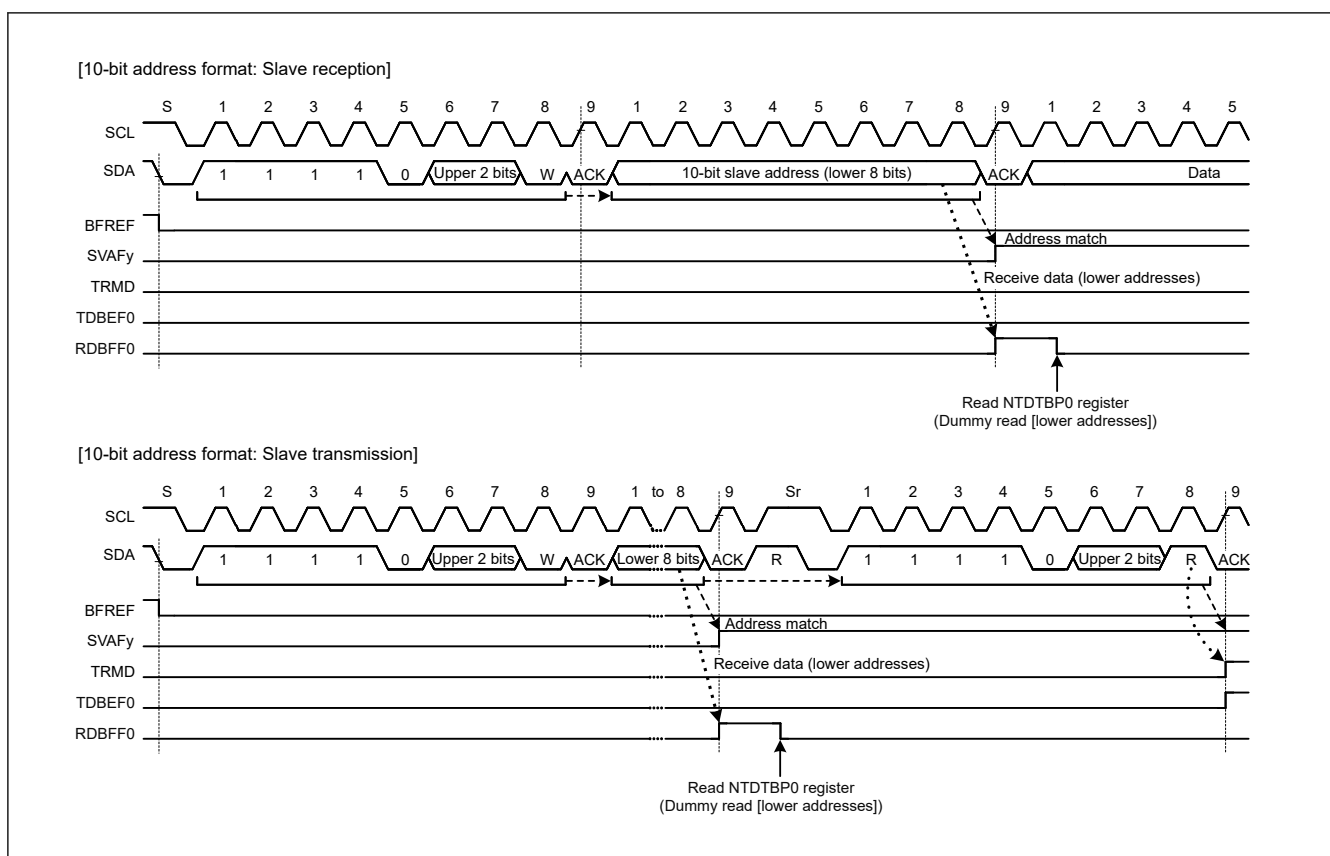 [10-bit address format: Slave reception]
S 1 2 3 4 5 6 7 8 9 1 2 3 4 5 6 7 8 9 1 2 3 4 5
SCL
SDA 1 1 1 1 0 Upper 2 bits W ACK 10-bit slave address (lower 8 bits) ACK Data
BFREF
Address match
SVAFy
TRMD Receive data (lower addresses)
TDBEF0
RDBFF0
Read NTDTBP0 register
(Dummy read [lower addresses])
[10-bit address format: Slave transmission]
S 1 2 3 4 5 6 7 8 9 1 to 8 9 Sr 1 2 3 4 5 6 7 8 9
SCL
SDA 1 1 1 1 0 Upper 2 bits W ACK Lower 8 bits ACK R 1 1 1 1 0 Upper 2 bits R ACK
BFREF
Address match
SVAFy
TRMD Receive data (lower addresses)
TDBEF0
RDBFF0
Read NTDTBP0 register
(Dummy read [lower addresses])